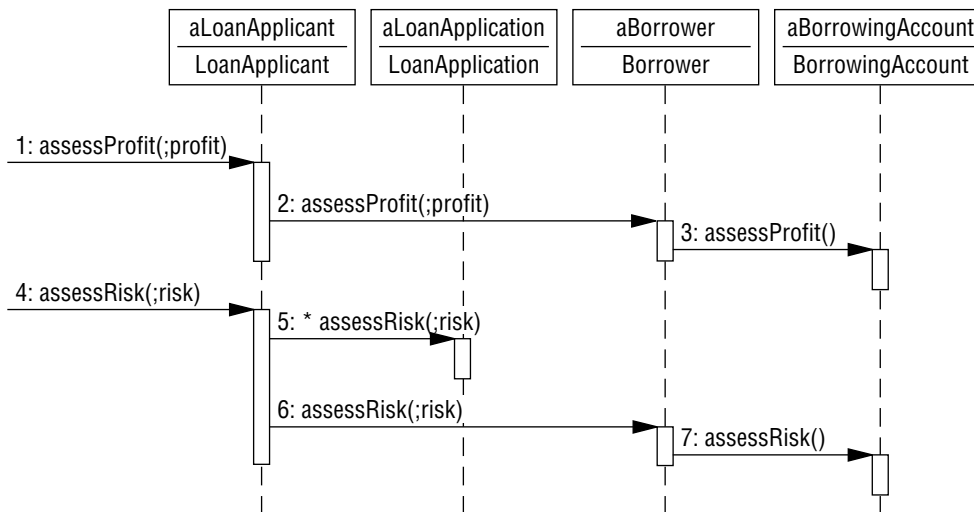 aLoanApplicant
LoanApplicant
aLoanApplication
LoanApplication
aBorrower
Borrower
aBorrowingAccount
BorrowingAccount
1: assessProfit(;profit)
2: assessProfit(;profit)
3: assessProfit()
4: assessRisk(;risk)
5: * assessRisk(;risk)
6: assessRisk(;risk)
7: assessRisk()